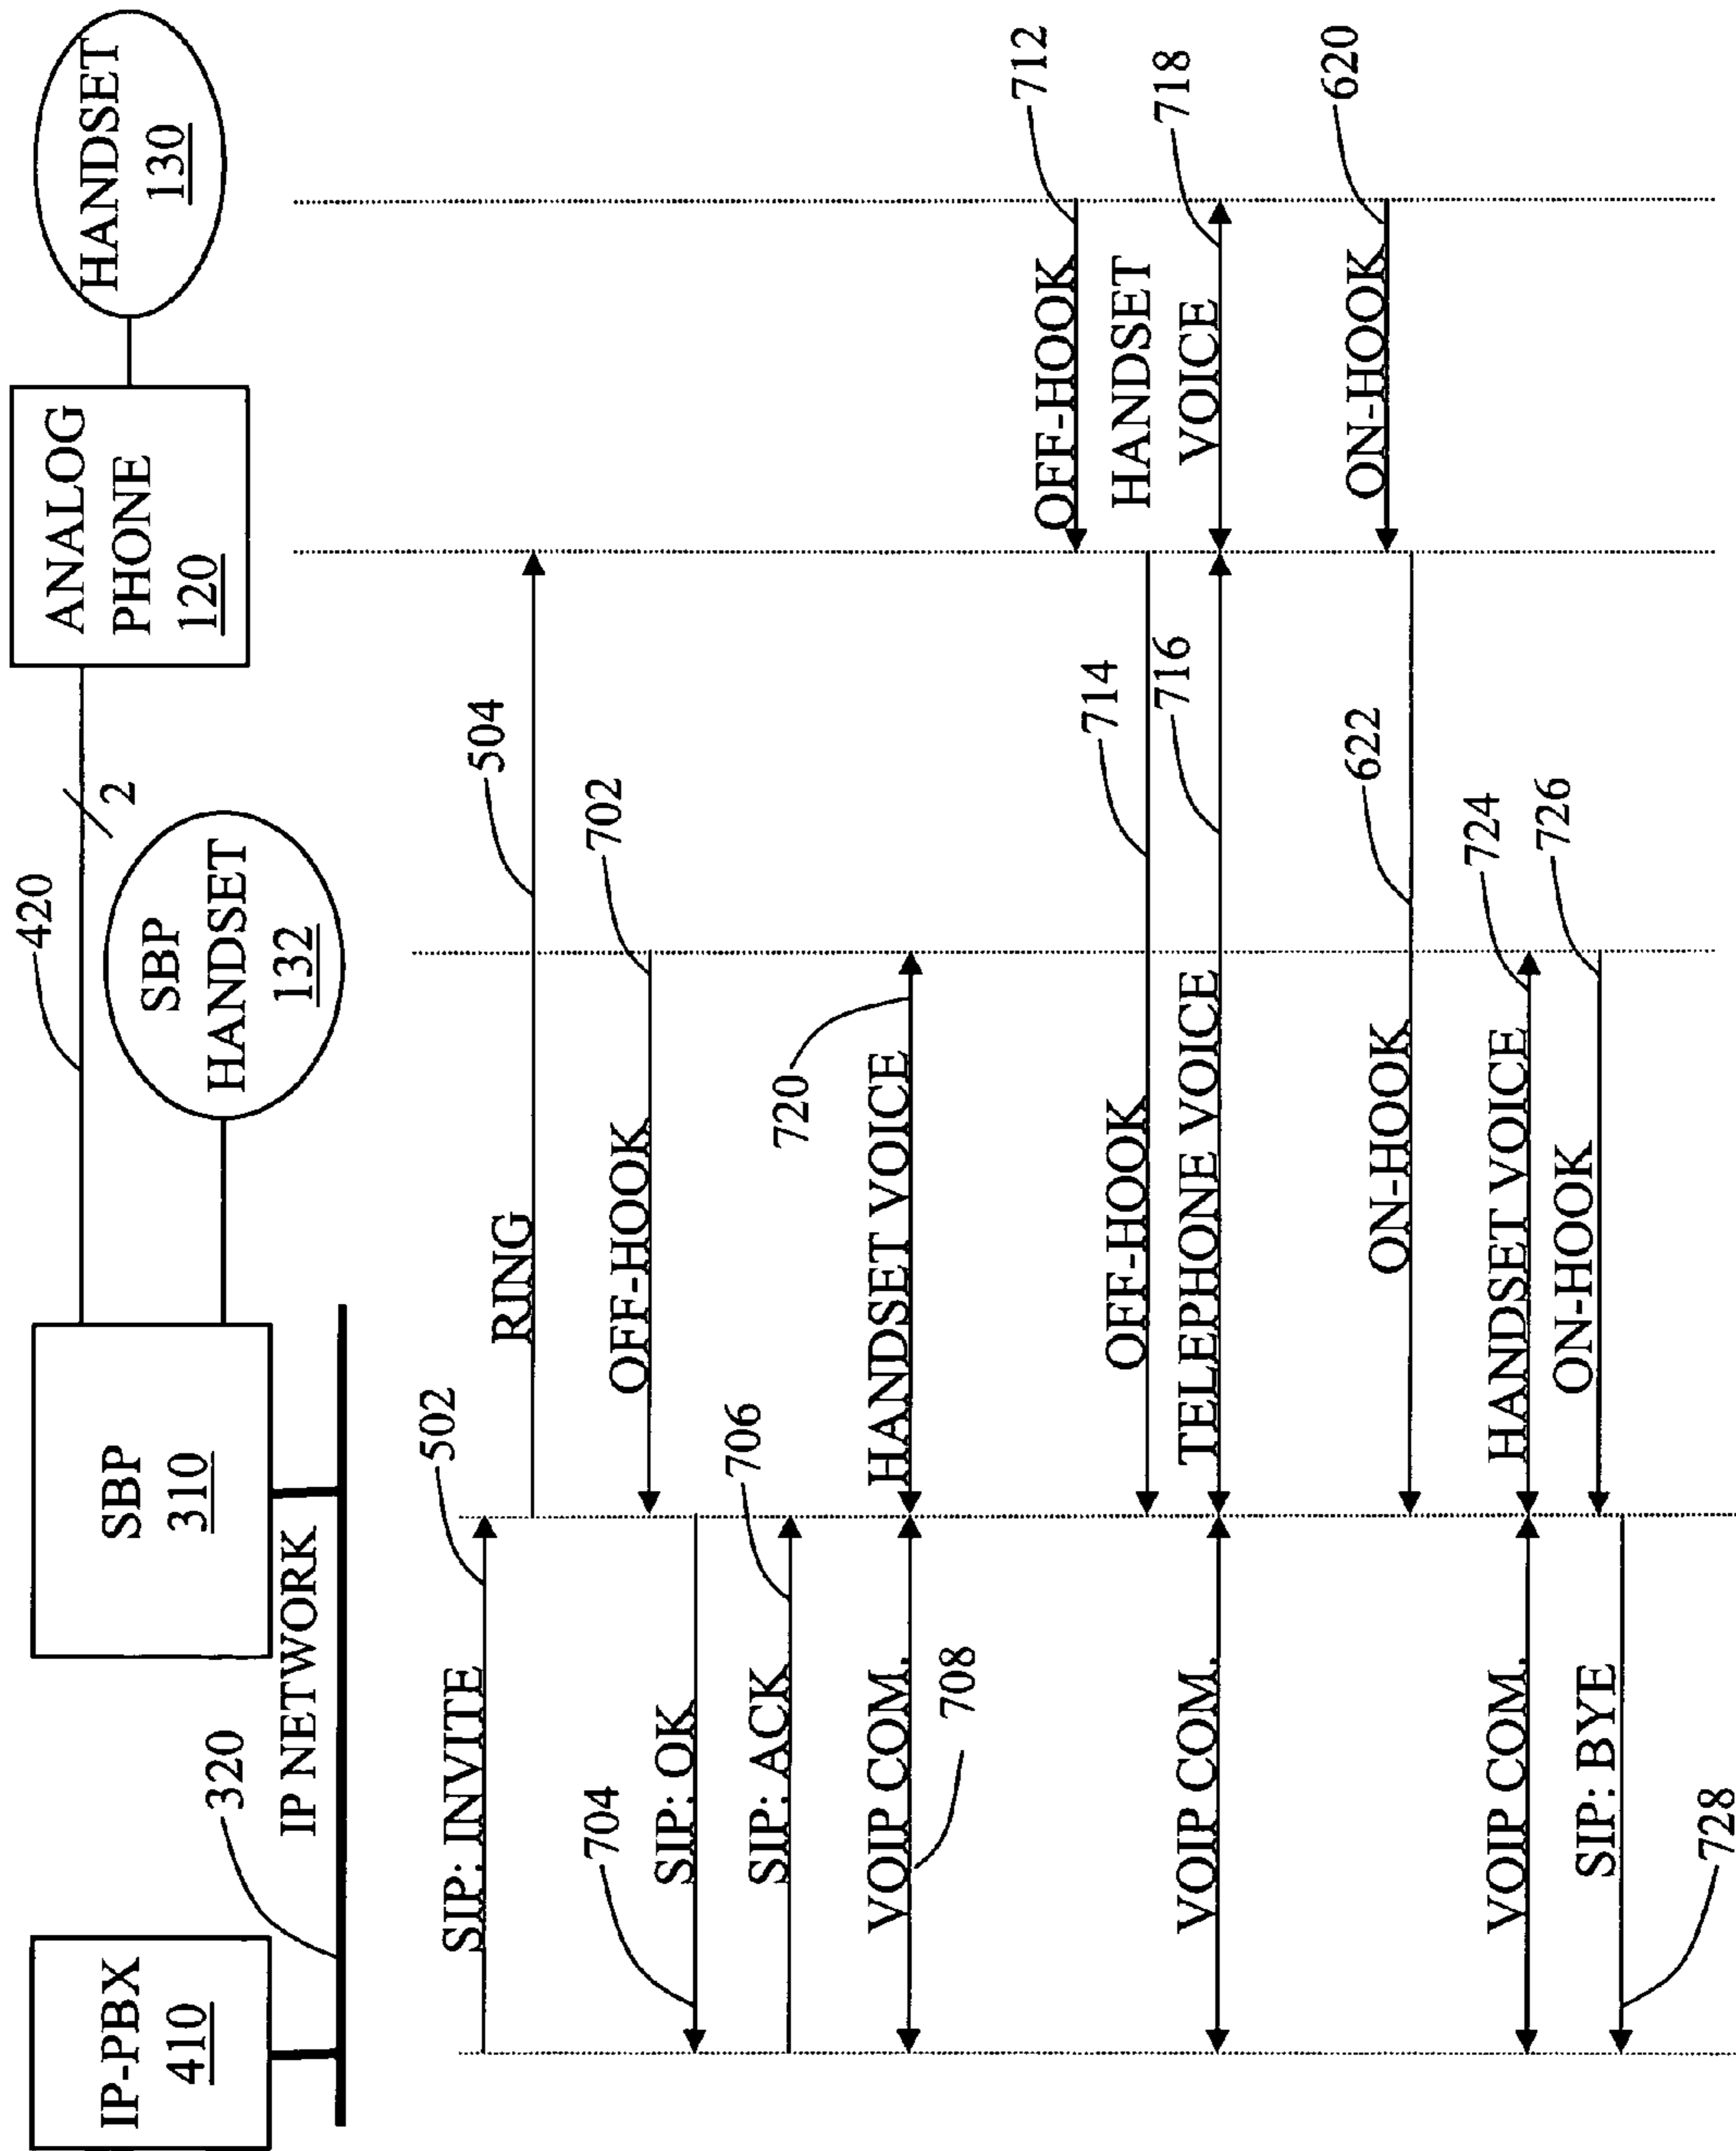 IP-PBX
410
SBP
310
420
2
SBP
HANDSET
132
ANALOG
PHONE
120
HANDSET
130
320
IP NETWORK
SIP: INVITE
502
RING
504
OFF-HOOK
702
704
SIP: OK
SIP: ACK
706
VOIP COM.
708
HANDSET VOICE
720
OFF-HOOK
712
OFF-HOOK
714
HANDSET
VOICE
718
VOIP COM.
TELEPHONE VOICE
716
ON-HOOK
620
ON-HOOK
622
VOIP COM.
HANDSET VOICE
724
ON-HOOK
726
SIP: BYE
728